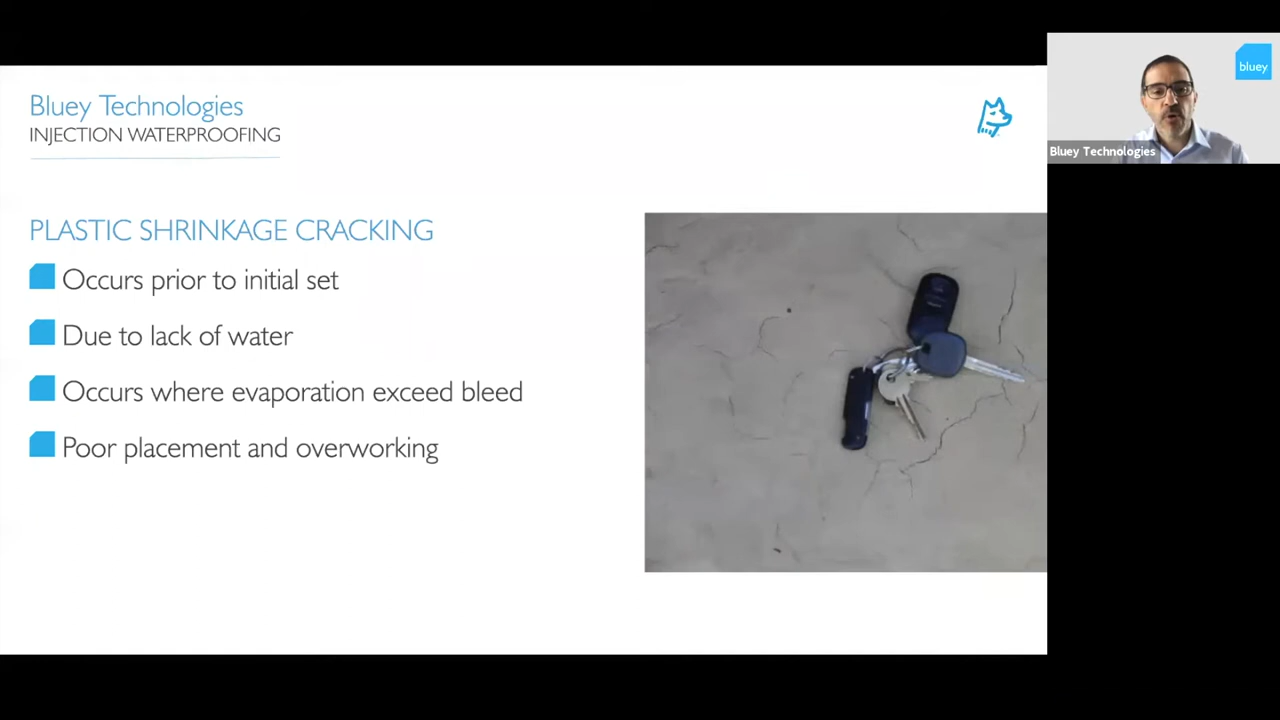 Bluey Technologies
INJECTION WATERPROOFING
PLASTIC SHRINKAGE CRACKING
Occurs prior to initial set
Due to lack of water
Occurs where evaporation exceed bleed
Poor placement and overworking
bluey
Bluey Technologies